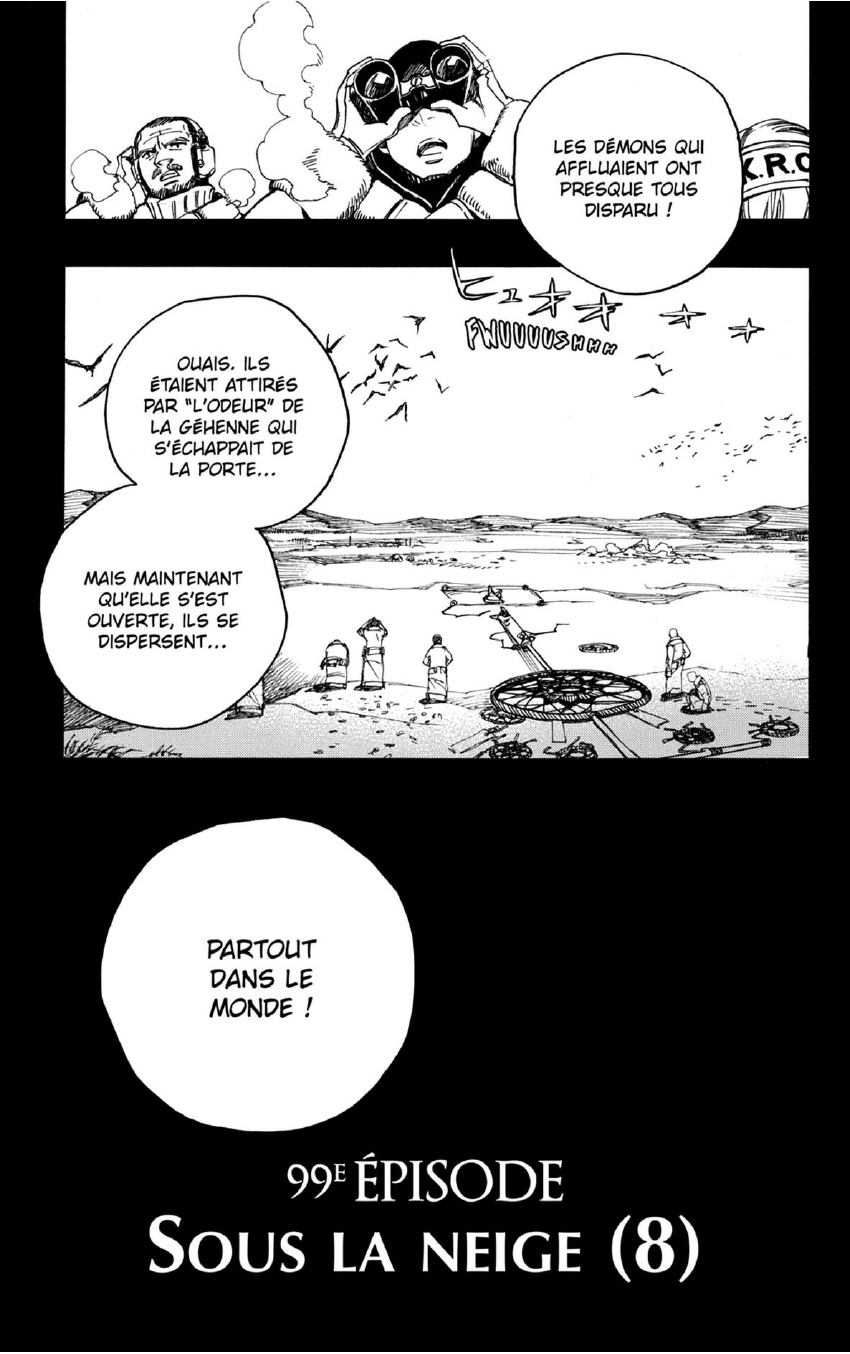 LES DÉMONS QUI
AFFLUAIENT ONT
PRESQUE TOUS
DISPARU !
K.R.C
ヒュオオオオ
FWUUUUSHHH
OUAIS. ILS
ÉTAIENT ATTIRÉS
PAR "L'ODEUR" DE
LA GÉHENNE QUI
S'ÉCHAPPAIT DE
LA PORTE...
MAIS MAINTENANT
QU'ELLE S'EST
OUVERTE, ILS SE
DISPERSENT...
PARTOUT
DANS LE
MONDE !
99E ÉPISODE
SOUS LA NEIGE (8)